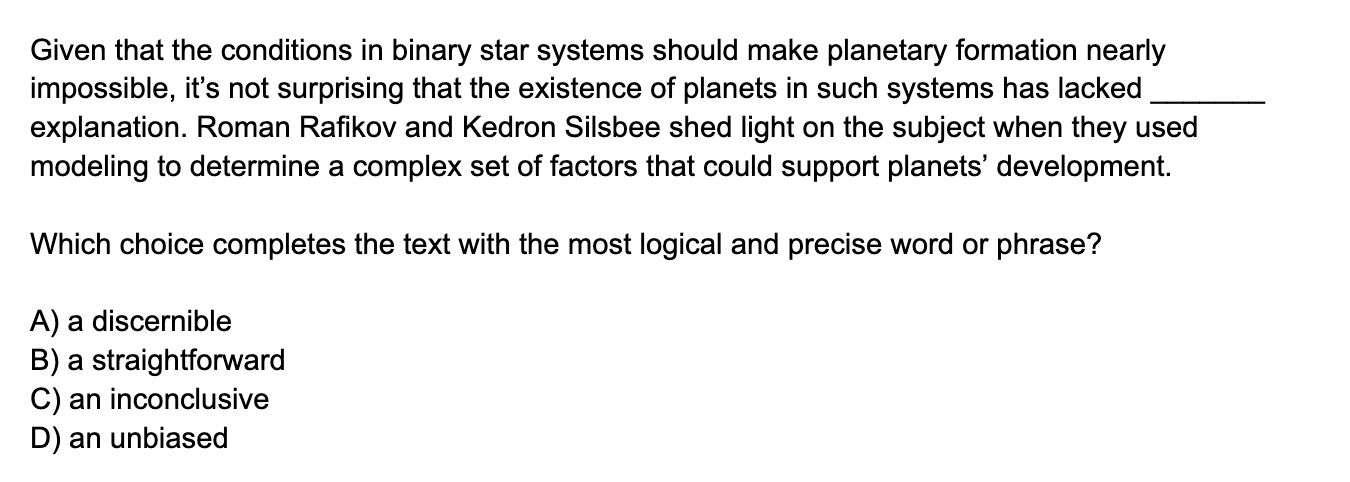 Given that the conditions in binary star systems should make planetary formation nearly
impossible, it’s not surprising that the existence of planets in such systems has lacked _______
explanation. Roman Rafikov and Kedron Silsbee shed light on the subject when they used
modeling to determine a complex set of factors that could support planets’ development.
Which choice completes the text with the most logical and precise word or phrase?
A) a discernible
B) a straightforward
C) an inconclusive
D) an unbiased